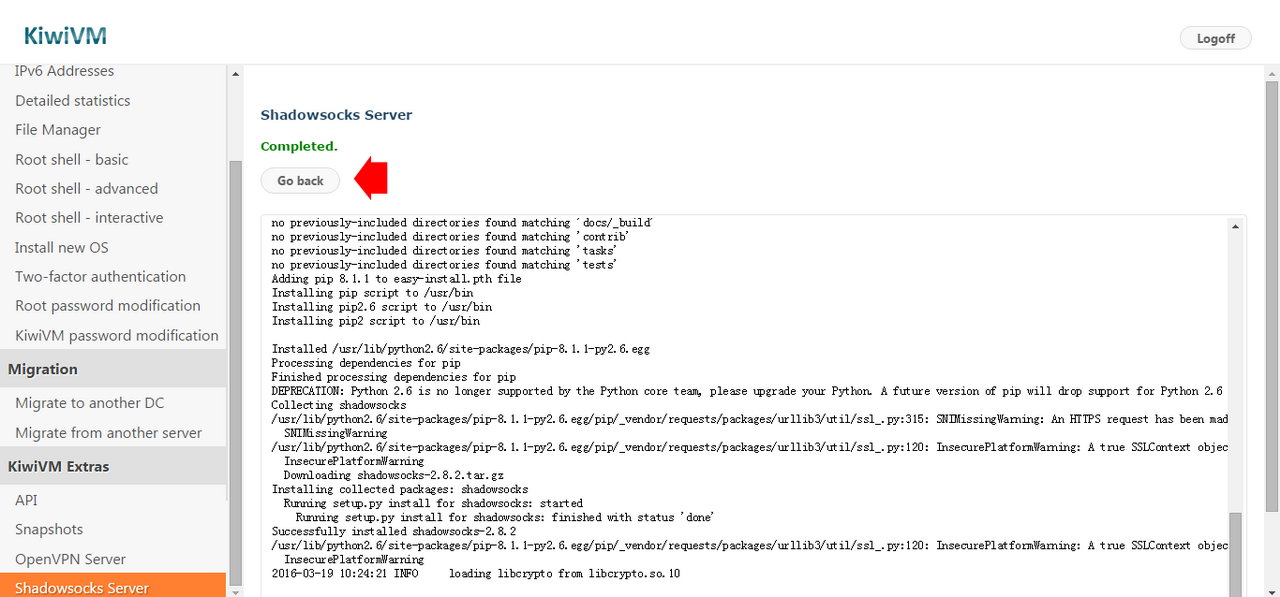 KiwiVM
Logoff
IPv6 Addresses
Detailed statistics
File Manager
Root shell - basic
Root shell - advanced
Root shell - interactive
Install new OS
Two-factor authentication
Root password modification
KiwiVM password modification
Migration
Migrate to another DC
Migrate from another server
KiwiVM Extras
API
Snapshots
OpenVPN Server
Shadowsocks Server
Shadowsocks Server
Completed.
Go back
no previously-included directories found matching 'docs/_build'
no previously-included directories found matching 'contrib'
no previously-included directories found matching 'tasks'
no previously-included directories found matching 'tests'
Adding pip 8.1.1 to easy-install.pth file
Installing pip script to /usr/bin
Installing pip2.6 script to /usr/bin
Installing pip2 script to /usr/bin
Installed /usr/lib/python2.6/site-packages/pip-8.1.1-py2.6.egg
Processing dependencies for pip
Finished processing dependencies for pip
DEPRECATION: Python 2.6 is no longer supported by the Python core team, please upgrade your Python. A future version of pip will drop support for Python 2.6
Collecting shadowsocks
/usr/lib/python2.6/site-packages/pip-8.1.1-py2.6.egg/pip/_vendor/requests/packages/urllib3/util/ssl_.py:315: SNIMissingWarning: An HTTPS request has been mad
SNIMissingWarning
/usr/lib/python2.6/site-packages/pip-8.1.1-py2.6.egg/pip/_vendor/requests/packages/urllib3/util/ssl_.py:120: InsecurePlatformWarning: A true SSLContext objec
InsecurePlatformWarning
Downloading shadowsocks-2.8.2.tar.gz
Installing collected packages: shadowsocks
Running setup.py install for shadowsocks: started
Running setup.py install for shadowsocks: finished with status 'done'
Successfully installed shadowsocks-2.8.2
/usr/lib/python2.6/site-packages/pip-8.1.1-py2.6.egg/pip/_vendor/requests/packages/urllib3/util/ssl_.py:120: InsecurePlatformWarning: A true SSLContext objec
InsecurePlatformWarning
2016-03-19 10:24:21 INFO     loading libcrypto from libcrypto.so.10